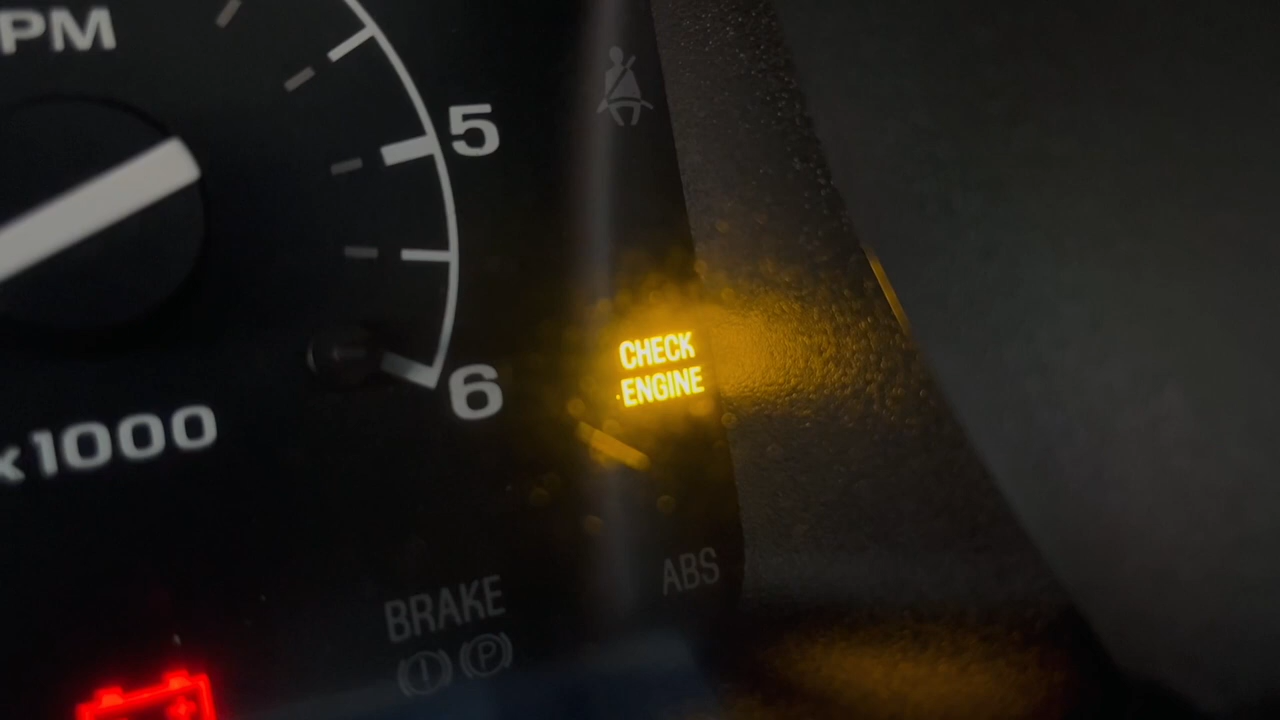 PM
5
CHECK
ENGINE
6
x1000
ABS
BRAKE
(!) (P)